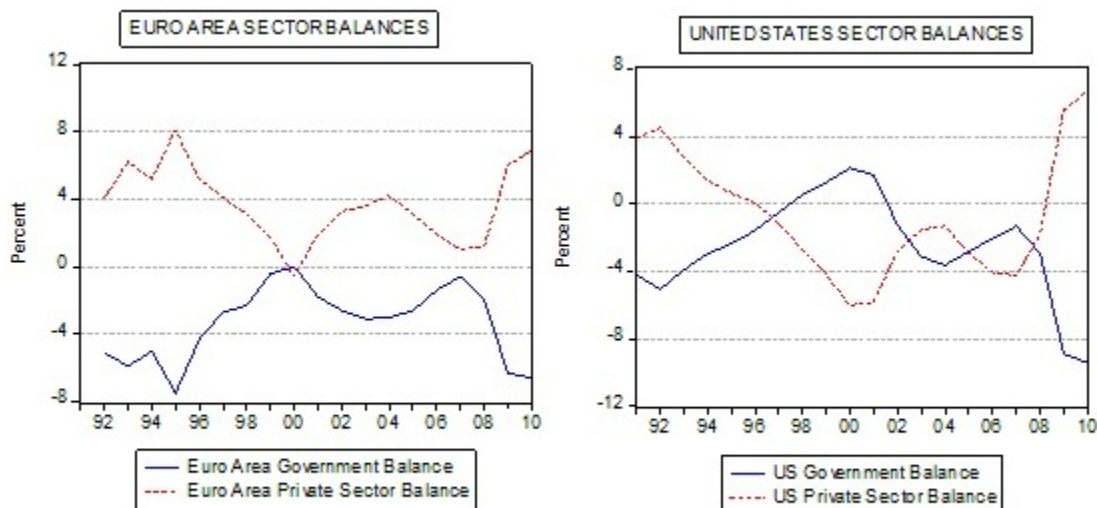 EURO AREA SECTOR BALANCES
12
8
4
0
-4
-8
Percent
92 94 96 98 00 02 04 06 08 10
Euro Area Government Balance
Euro Area Private Sector Balance
UNITED STATES SECTOR BALANCES
8
4
0
-4
-8
-12
Percent
92 94 96 98 00 02 04 06 08 10
US Government Balance
US Private Sector Balance